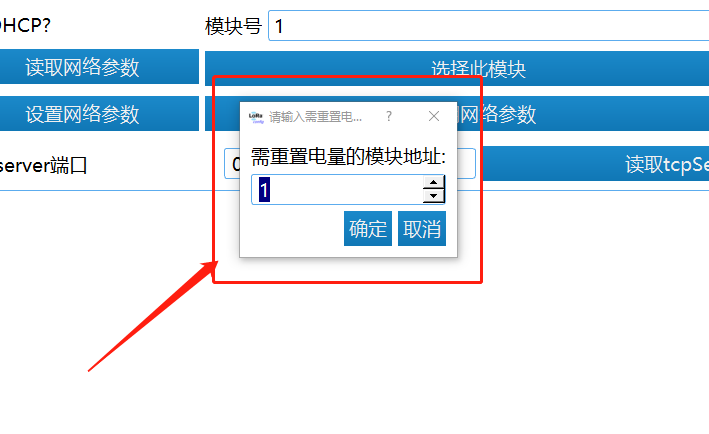 DHCP?
模块号
1
读取网络参数
选择此模块
设置网络参数
网络参数
请输入需重置电...
?
需重置电量的模块地址:
1
确定
取消
server端口
0
读取tcpSe